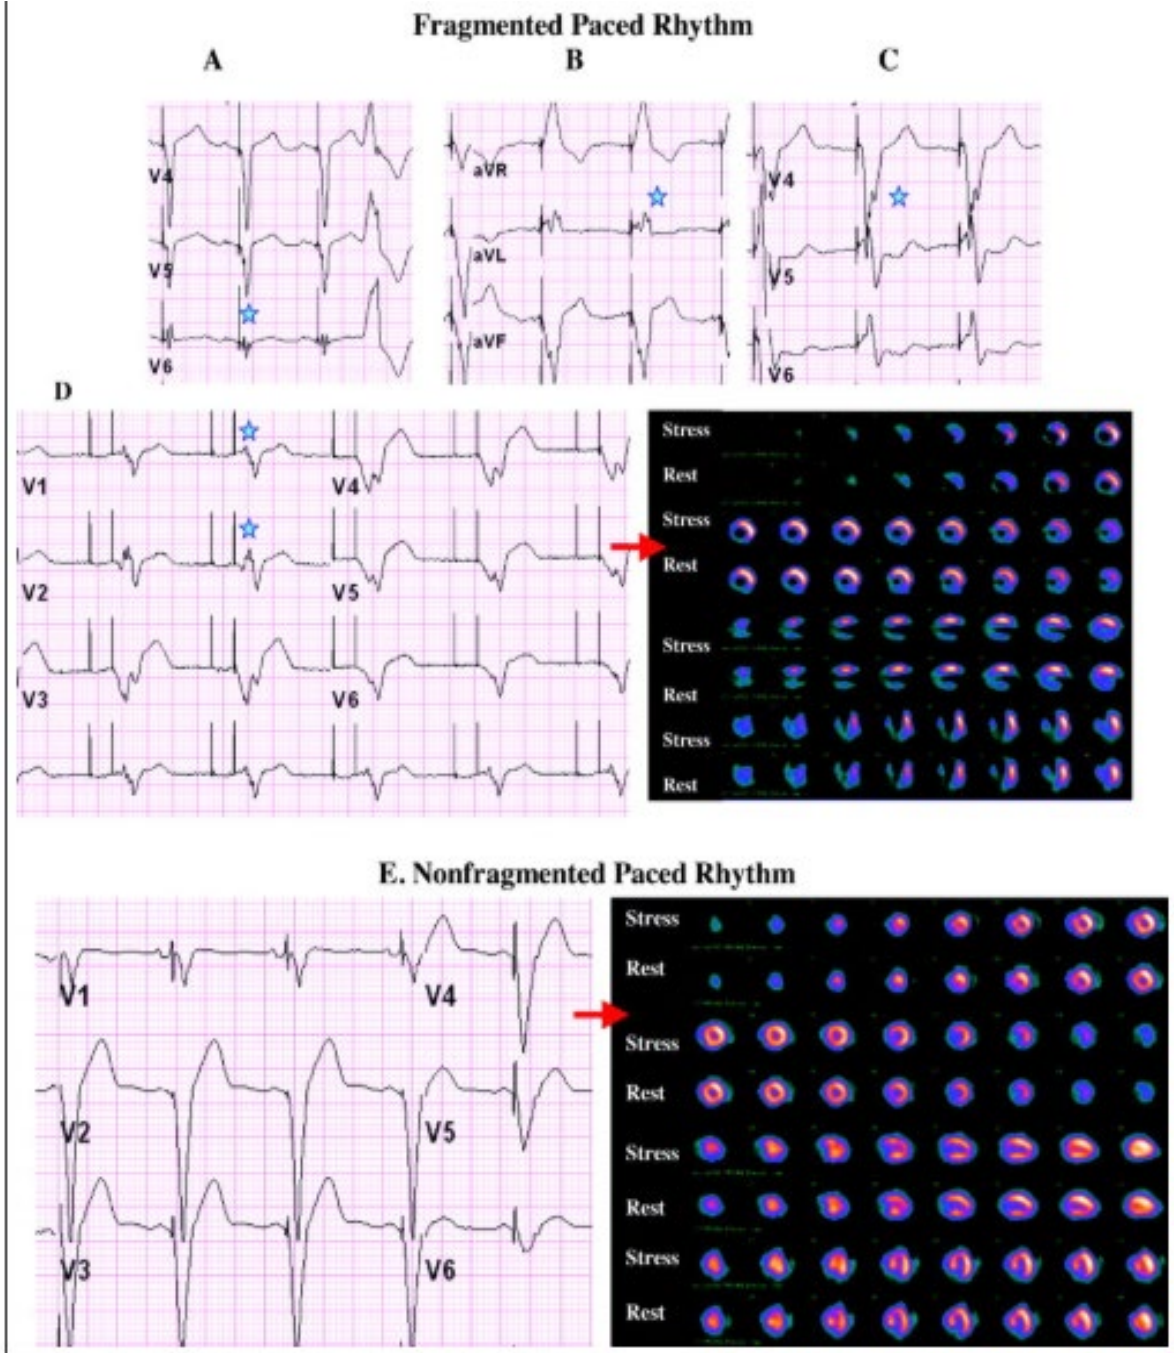 Fragmented Paced Rhythm
A
B
C
V4
V5
V6
aVR
aVL
aVF
V4
V5
V6
D
V1
V4
V2
V5
V3
V6
Stress
Rest
Stress
Rest
Stress
Rest
Stress
Rest
E. Nonfragmented Paced Rhythm
V1
V4
V2
V5
V3
V6
Stress
Rest
Stress
Rest
Stress
Rest
Stress
Rest